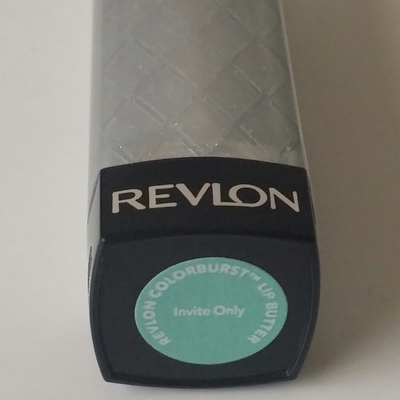 REVLON
REVLON COLORBURST™ LIP BUTTER
Invite Only